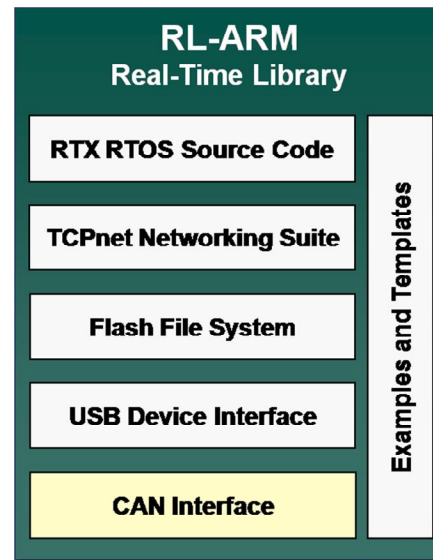 RL-ARM
Real-Time Library
RTX RTOS Source Code
TCPnet Networking Suite
Flash File System
USB Device Interface
CAN Interface
Examples and Templates